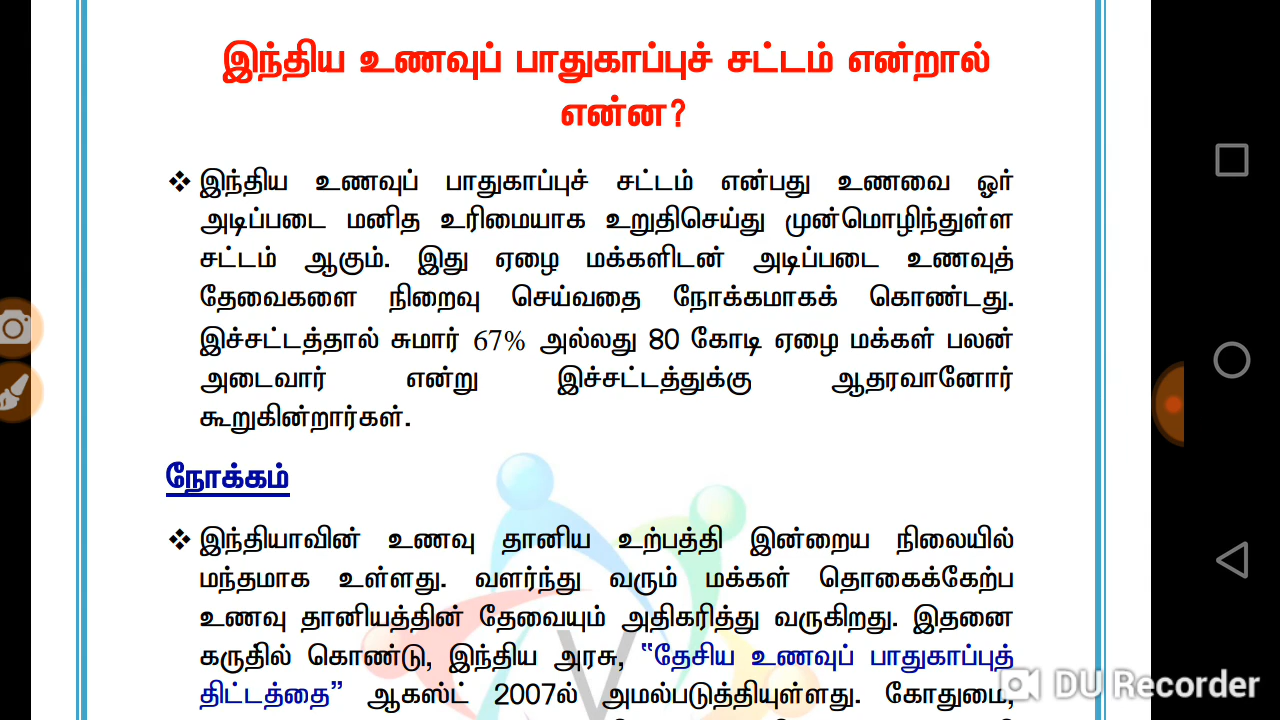 இந்திய உணவுப் பாதுகாப்புச் சட்டம் என்றால்
என்ன?
❖ இந்திய உணவுப் பாதுகாப்புச் சட்டம் என்பது உணவை ஓர்
அடிப்படை மனித உரிமையாக உறுதிசெய்து முன்மொழிந்துள்ள
சட்டம் ஆகும். இது ஏழை மக்களிடன் அடிப்படை உணவுத்
தேவைகளை நிறைவு செய்வதை நோக்கமாகக் கொண்டது.
இச்சட்டத்தால் சுமார் 67% அல்லது 80 கோடி ஏழை மக்கள் பலன்
அடைவார் என்று இச்சட்டத்துக்கு ஆதரவானோர்
கூறுகின்றார்கள்.
நோக்கம்
❖ இந்தியாவின் உணவு தானிய உற்பத்தி இன்றைய நிலையில்
மந்தமாக உள்ளது. வளர்ந்து வரும் மக்கள் தொகைக்கேற்ப
உணவு தானியத்தின் தேவையும் அதிகரித்து வருகிறது. இதனை
கருதில் கொண்டு, இந்திய அரசு, “தேசிய உணவுப் பாதுகாப்புத்
திட்டத்தை” ஆகஸ்ட் 2007ல் அமல்படுத்தியுள்ளது. கோதுமை,
DU Recorder